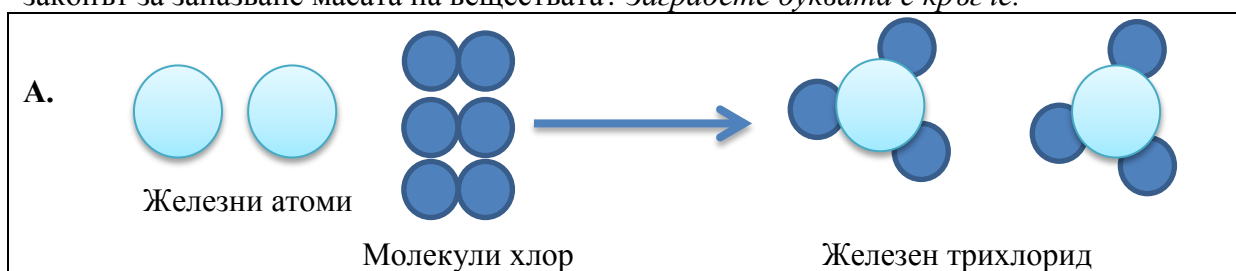 законът за запазване масата на веществата? Заградете буквата с кръгче.
А.
Железни атоми
Молекули хлор
Железен трихлорид